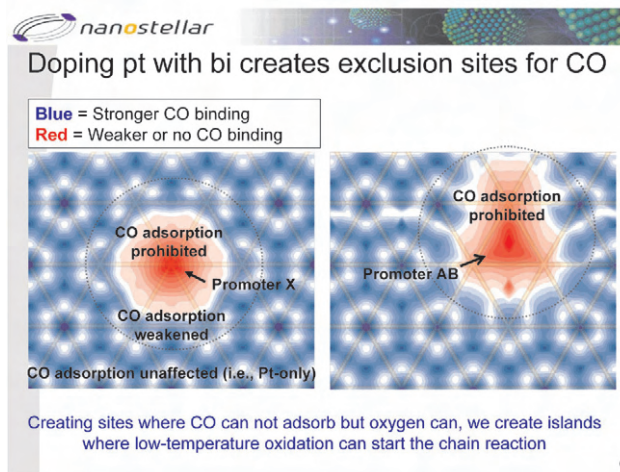 nanostellar
Doping pt with bi creates exclusion sites for CO
Blue = Stronger CO binding
Red = Weaker or no CO binding
CO adsorption
prohibited
Promoter X
CO adsorption
weakened
CO adsorption unaffected (i.e., Pt-only)
CO adsorption
prohibited
Promoter AB
Creating sites where CO can not adsorb but oxygen can, we create islands
where low-temperature oxidation can start the chain reaction